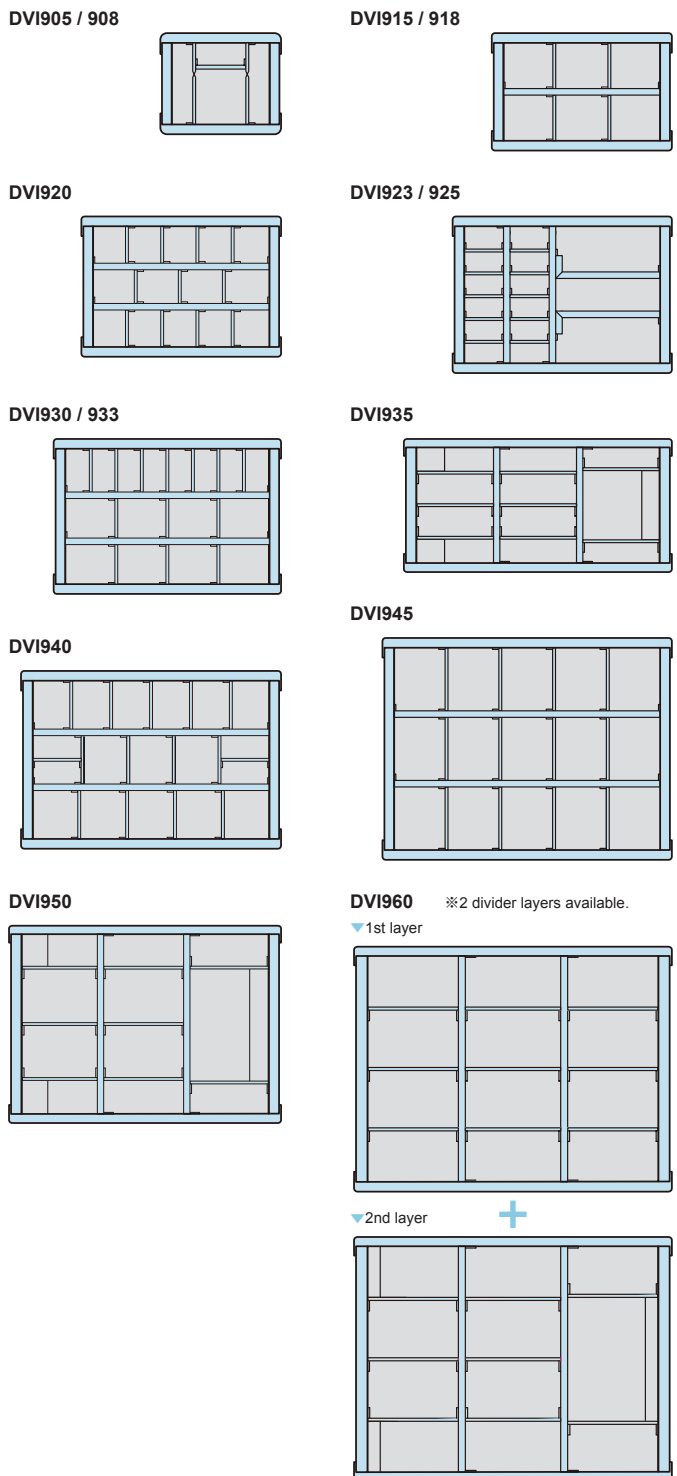 DVI905 / 908
DVI915 / 918
DVI920
DVI923 / 925
DVI930 / 933
DVI935
DVI940
DVI945
DVI950
DVI960 ※2 divider layers available.
▼1st layer
▼2nd layer
+